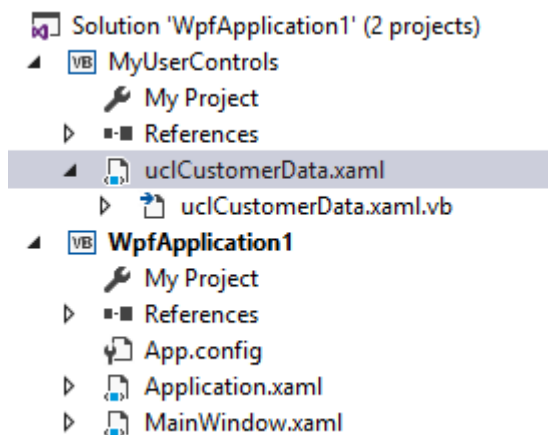 Solution 'WpfApplication1' (2 projects)
VB MyUserControls
My Project
References
uclCustomerData.xaml
uclCustomerData.xaml.vb
VB WpfApplication1
My Project
References
App.config
Application.xaml
MainWindow.xaml